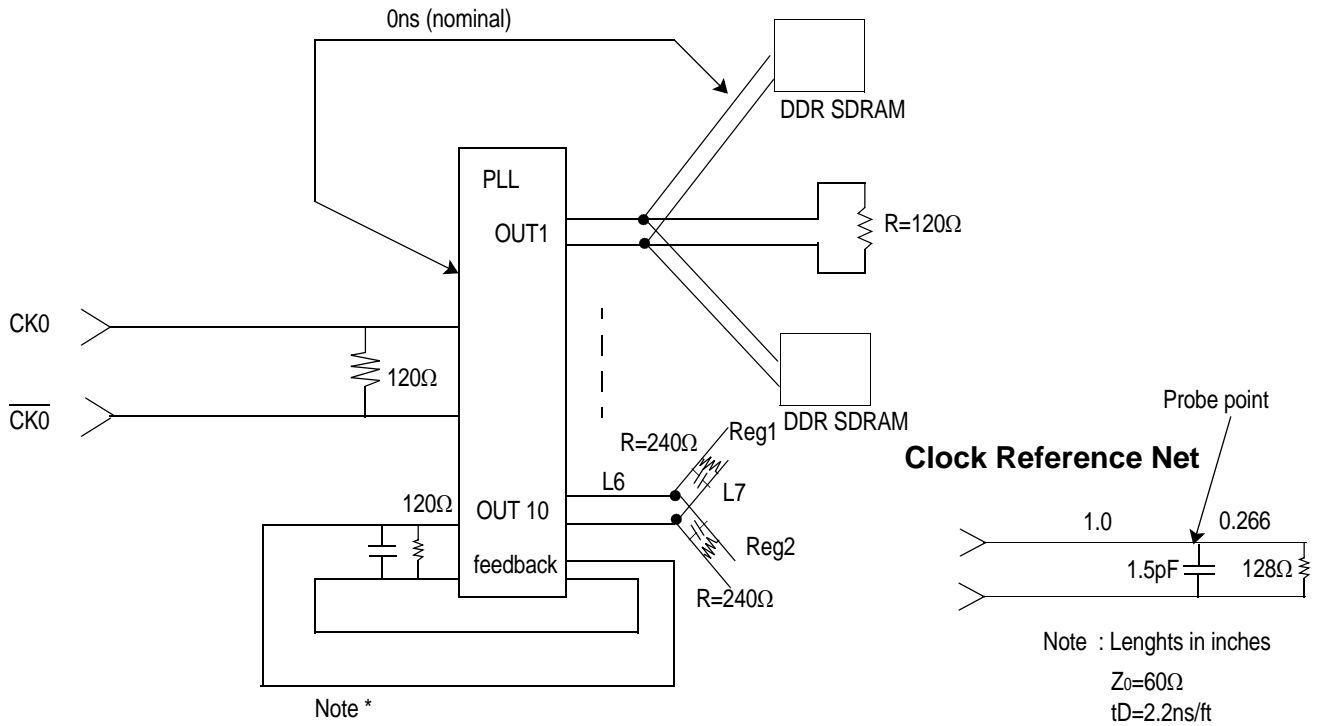 0ns (nominal)
DDR SDRAM
PLL
OUT1
R=120Ω
CK0
120Ω
CK0
DDR SDRAM
Probe point
R=240Ω
Reg1
Clock Reference Net
L6
L7
120Ω
OUT 10
1.0
0.266
Reg2
feedback
1.5pF
128Ω
R=240Ω
Note : Lenghts in inches
Z0=60Ω
tD=2.2ns/ft
Note *